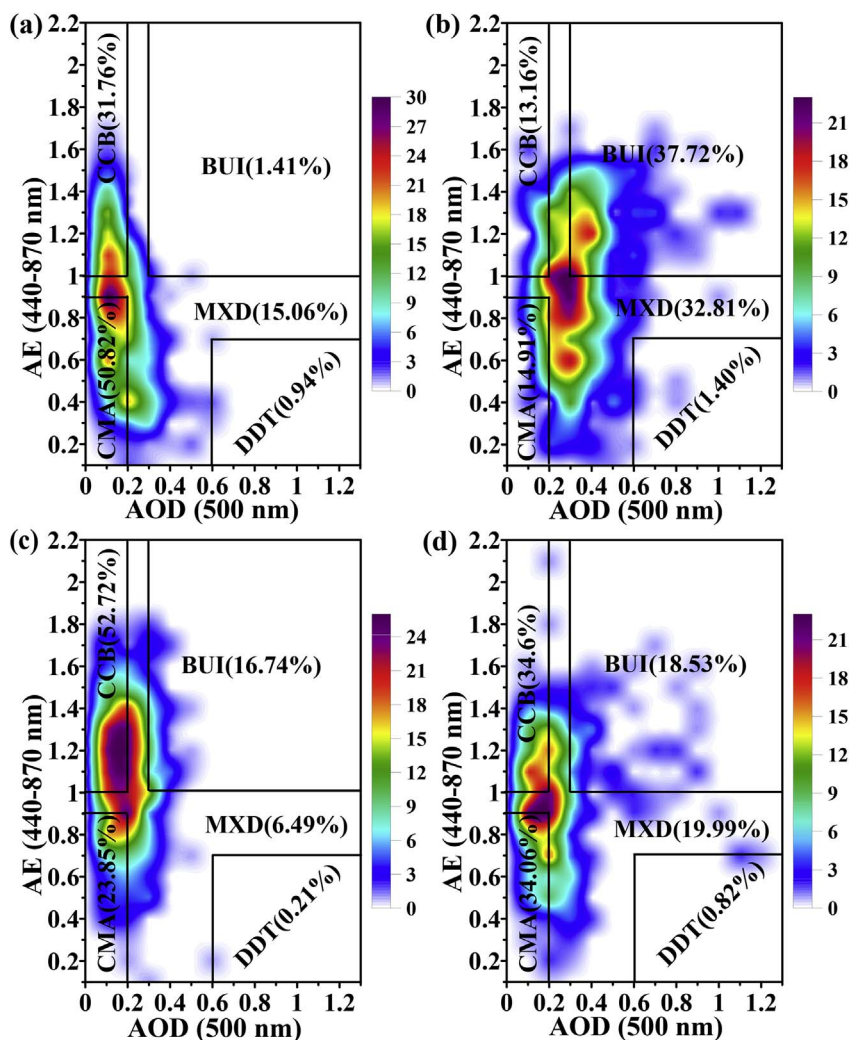 (a)
2.2
2
1.8
1.6
1.4
1.2
1
0.8
0.6
0.4
0.2
AE (440-870 nm)
0 0.2 0.4 0.6 0.8 1 1.2
AOD (500 nm)
CCB(31.76%)
BUI(1.41%)
MXD(15.06%)
CMA(50.82%)
DDT(0.94%)
30
27
24
21
18
15
12
9
6
3
0
(b)
2.2
2
1.8
1.6
1.4
1.2
1
0.8
0.6
0.4
0.2
AE (440-870 nm)
0 0.2 0.4 0.6 0.8 1 1.2
AOD (500 nm)
CCB(13.16%)
BUI(37.72%)
MXD(32.81%)
CMA(14.91%)
DDT(1.40%)
21
18
15
12
9
6
3
0
(c)
2.2
2
1.8
1.6
1.4
1.2
1
0.8
0.6
0.4
0.2
AE (440-870 nm)
0 0.2 0.4 0.6 0.8 1 1.2
AOD (500 nm)
CCB(52.72%)
BUI(16.74%)
MXD(6.49%)
CMA(23.85%)
DDT(0.21%)
24
21
18
15
12
9
6
3
0
(d)
2.2
2
1.8
1.6
1.4
1.2
1
0.8
0.6
0.4
0.2
AE (440-870 nm)
0 0.2 0.4 0.6 0.8 1 1.2
AOD (500 nm)
CCB(34.6%)
BUI(18.53%)
MXD(19.99%)
CMA(34.06%)
DDT(0.82%)
21
18
15
12
9
6
3
0